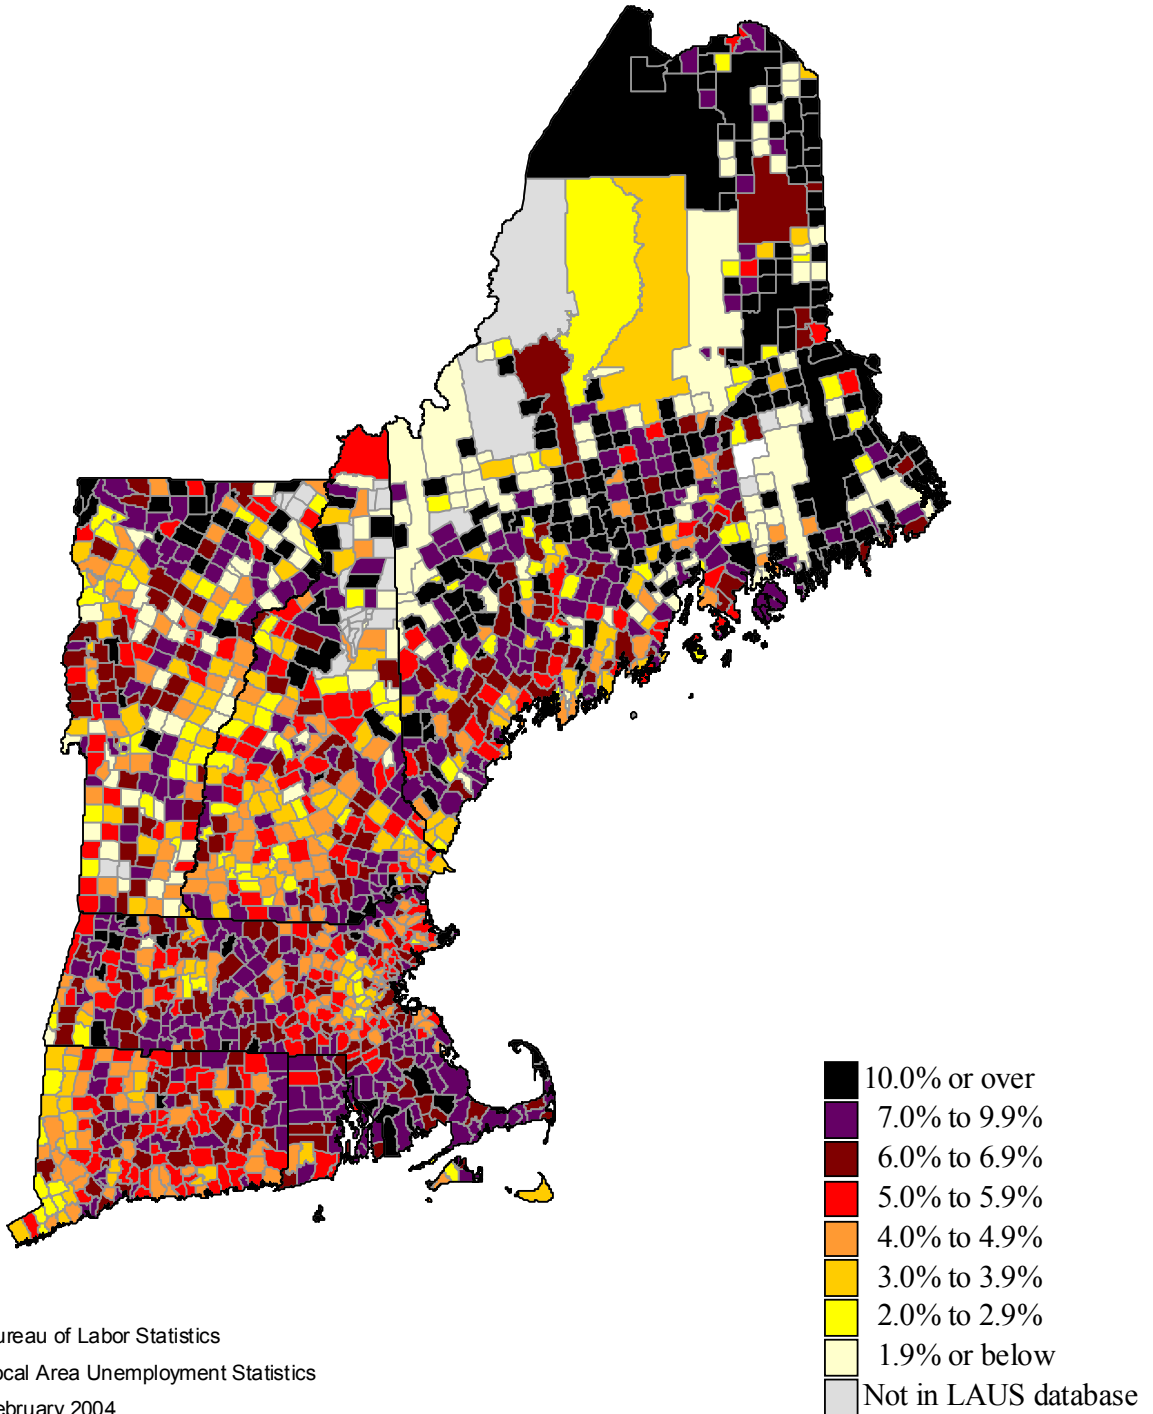 10.0% or over
7.0% to 9.9%
6.0% to 6.9%
5.0% to 5.9%
4.0% to 4.9%
3.0% to 3.9%
2.0% to 2.9%
1.9% or below
Not in LAUS database
ureau of Labor Statistics
ocal Area Unemployment Statistics
ebruary 2004